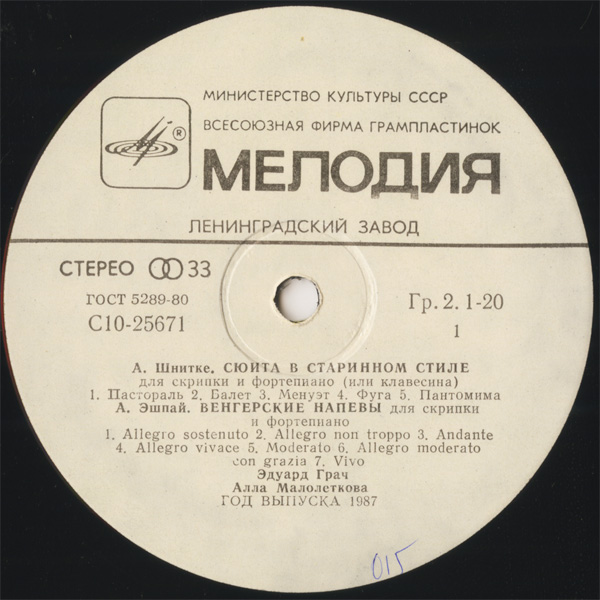 МИНИСТЕРСТВО КУЛЬТУРЫ СССР
ВСЕСОЮЗНАЯ ФИРМА ГРАМПЛАСТИНОК
®
МЕЛОДИЯ
ЛЕНИНГРАДСКИЙ ЗАВОД
СТЕРЕО 33
ГОСТ 5289-80
С10-25671
Гр. 2. 1-20
1
А. Шнитке. СЮИТА В СТАРИННОМ СТИЛЕ
для скрипки и фортепиано (или клавесина)
1. Пастораль 2. Балет 3. Менуэт 4. Фуга 5. Пантомима
А. Эшпай. ВЕНГЕРСКИЕ НАПЕВЫ для скрипки
и фортепиано
1. Allegro sostenuto 2. Allegro non troppo 3. Andante
4. Allegro vivace 5. Moderato 6. Allegro moderato
con grazia 7. Vivo
Эдуард Грач
Алла Малолеткова
ГОД ВЫПУСКА 1987
015